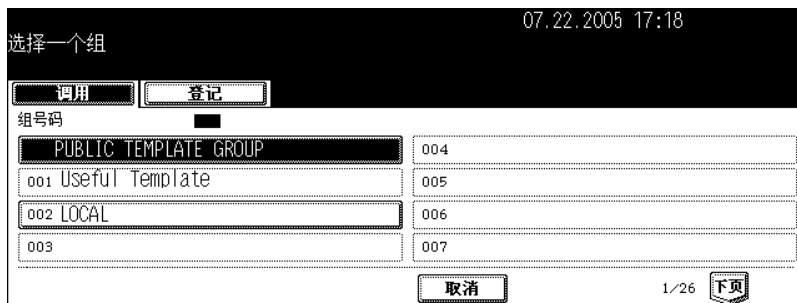 07.22.2005 17:18
选择一个组
调用 登记
组号码
PUBLIC TEMPLATE GROUP
001 Useful Template
002 LOCAL
003
004
005
006
007
取消 1/26 下页